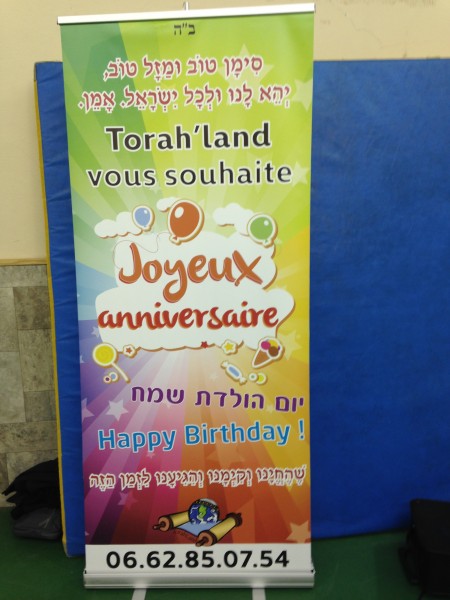 ב"ה
סִימָן טוֹב וּמַזָל טוֹב,
יְהֵא לָנוּ וּלְכָל יִשְׂרָאֵל. אָמֵן.
Torah'land
vous souhaite
Joyeux
anniversaire
יום הולדת שמח
Happy Birthday !
שֶׁהֶחֱיָנוּ וְקִיְּמָנוּ וְהִגִּיעָנוּ לַזְּמַן הַזֶּה
06.62.85.07.54